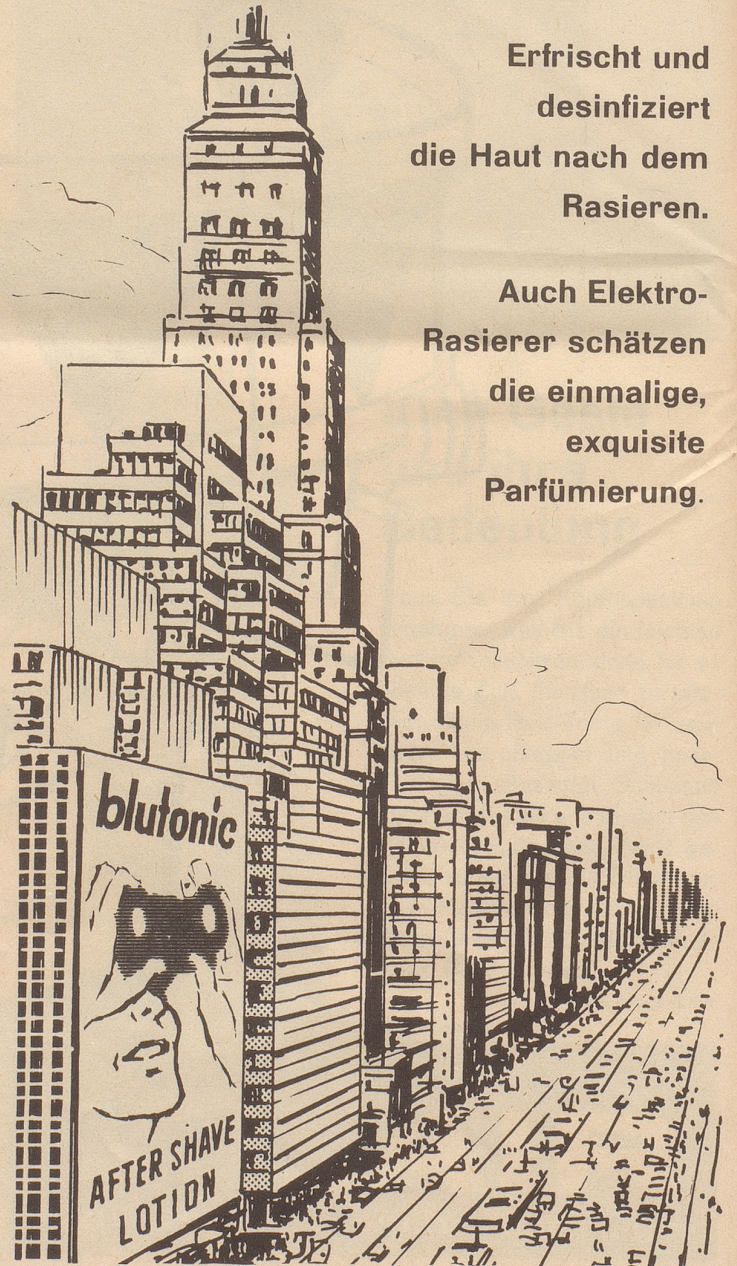 Erfrischt und
desinfiziert
die Haut nach dem
Rasieren.
Auch Elektro-
Rasierer schätzen
die einmalige,
exquisite
Parfümierung.
blutonic
AFTER SHAVE
LOTION